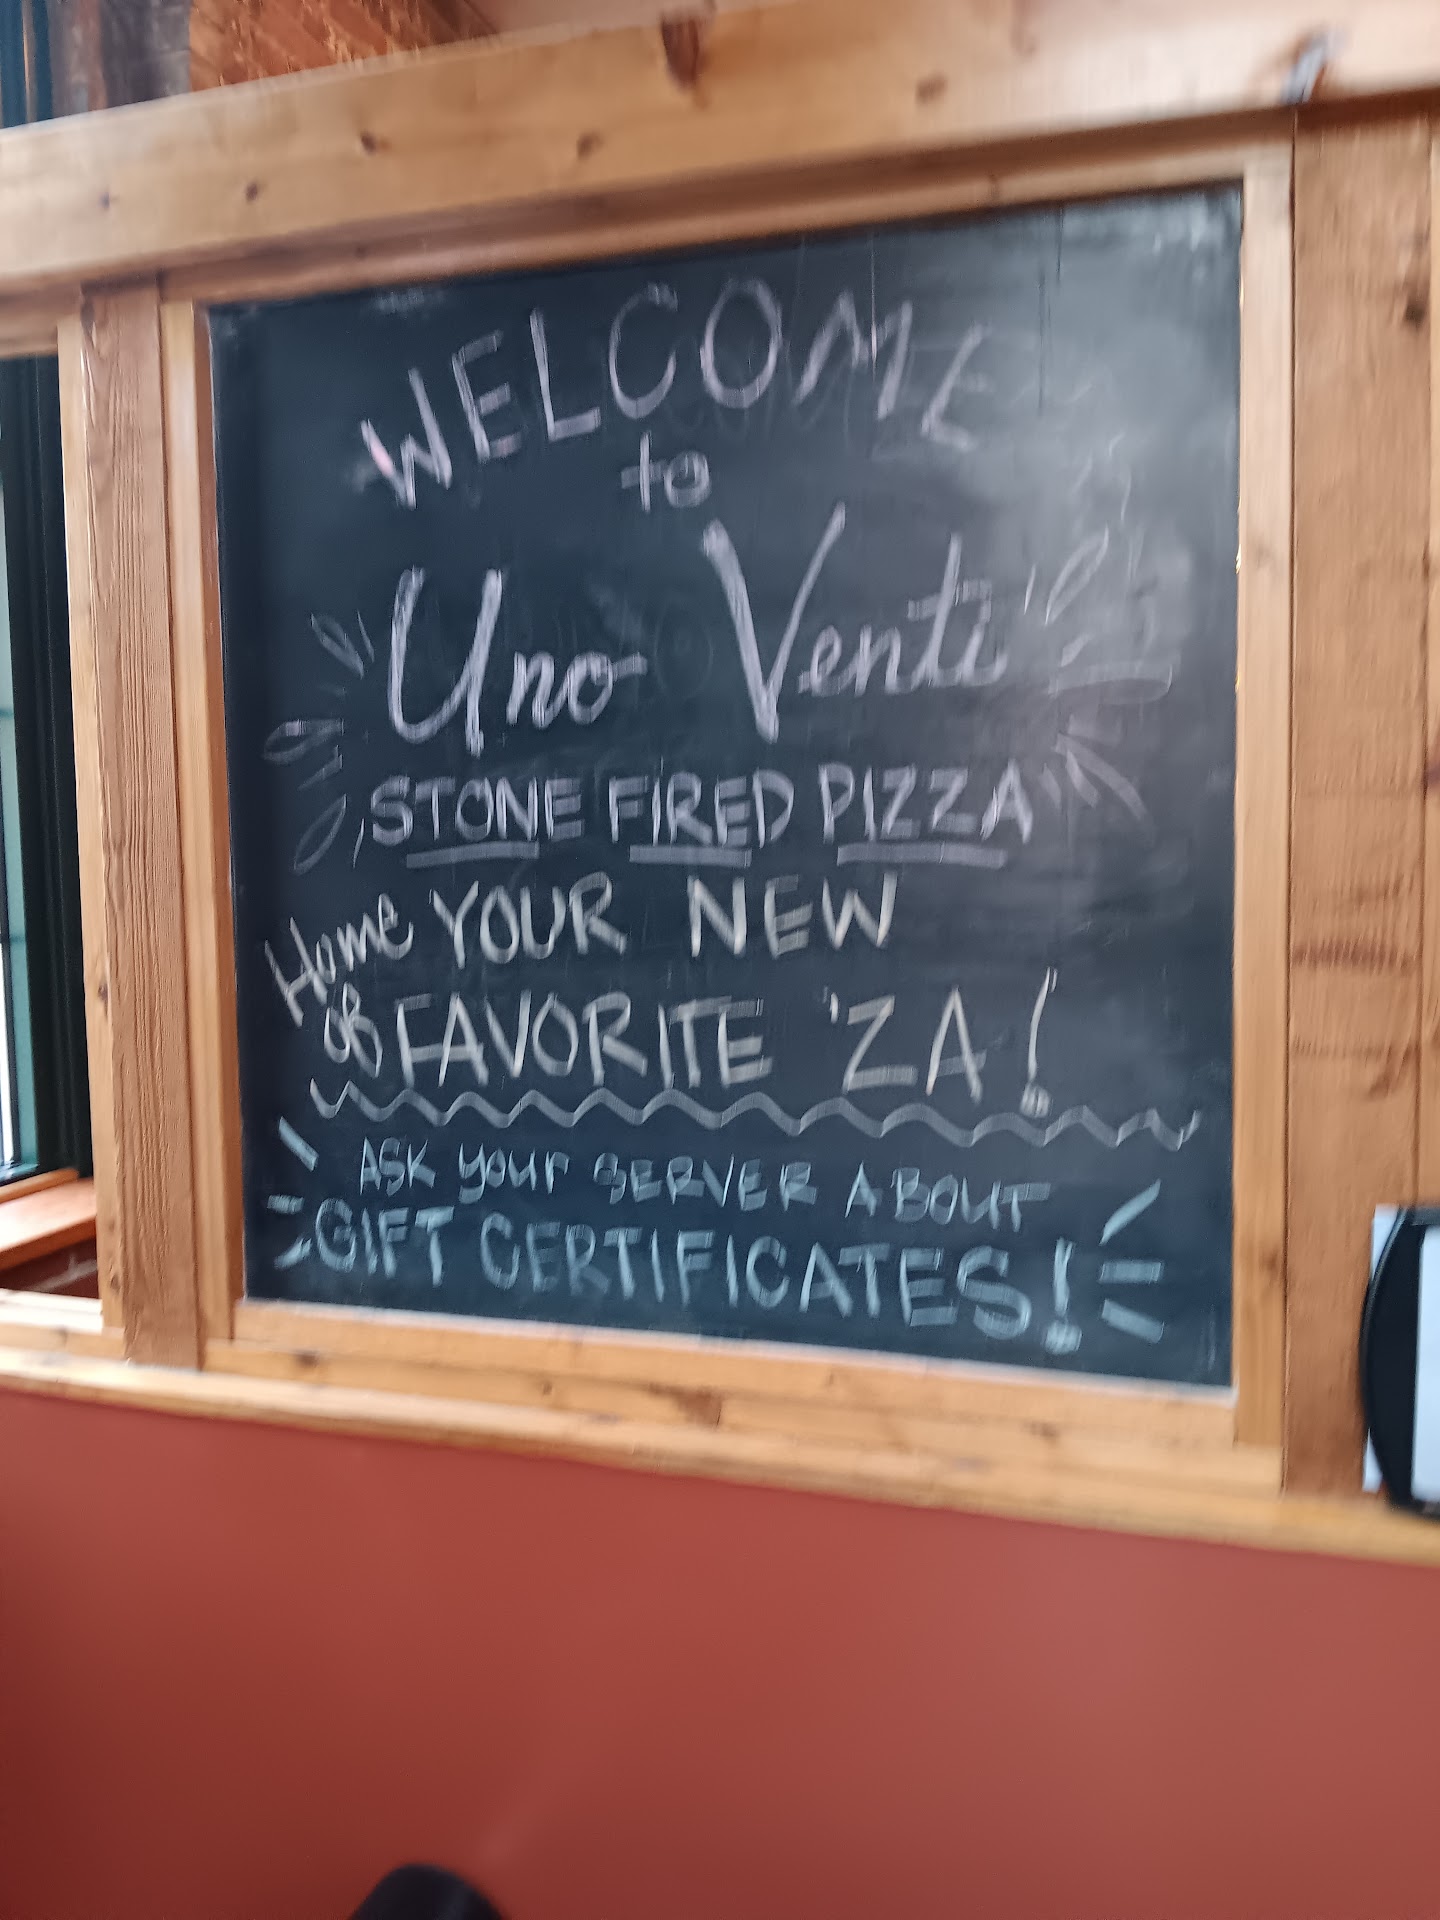 WELCOME
to
Uno Venti
STONE FIRED PIZZA
Home YOUR NEW
of FAVORITE 'ZA!
ASK your SERVER ABOUT
GIFT CERTIFICATES!